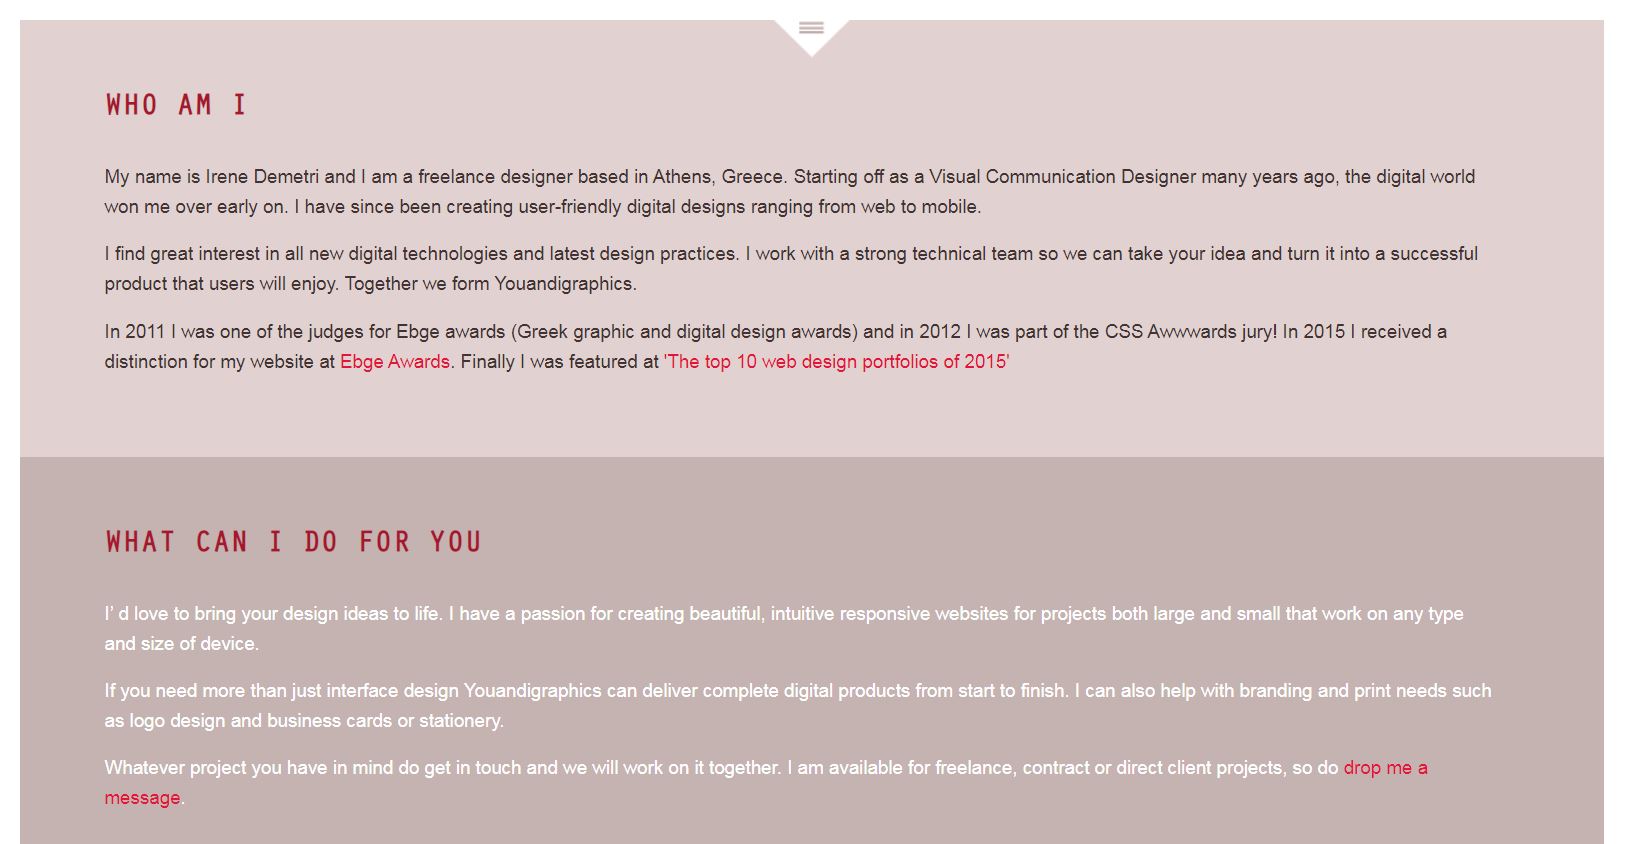 WHO AM I
My name is Irene Demetri and I am a freelance designer based in Athens, Greece. Starting off as a Visual Communication Designer many years ago, the digital world
won me over early on. I have since been creating user-friendly digital designs ranging from web to mobile.
I find great interest in all new digital technologies and latest design practices. I work with a strong technical team so we can take your idea and turn it into a successful
product that users will enjoy. Together we form Youandigraphics.
In 2011 I was one of the judges for Ebge awards (Greek graphic and digital design awards) and in 2012 I was part of the CSS Awwwards jury! In 2015 I received a
distinction for my website at Ebge Awards. Finally I was featured at 'The top 10 web design portfolios of 2015'
WHAT CAN I DO FOR YOU
I’ d love to bring your design ideas to life. I have a passion for creating beautiful, intuitive responsive websites for projects both large and small that work on any type
and size of device.
If you need more than just interface design Youandigraphics can deliver complete digital products from start to finish. I can also help with branding and print needs such
as logo design and business cards or stationery.
Whatever project you have in mind do get in touch and we will work on it together. I am available for freelance, contract or direct client projects, so do drop me a
message.